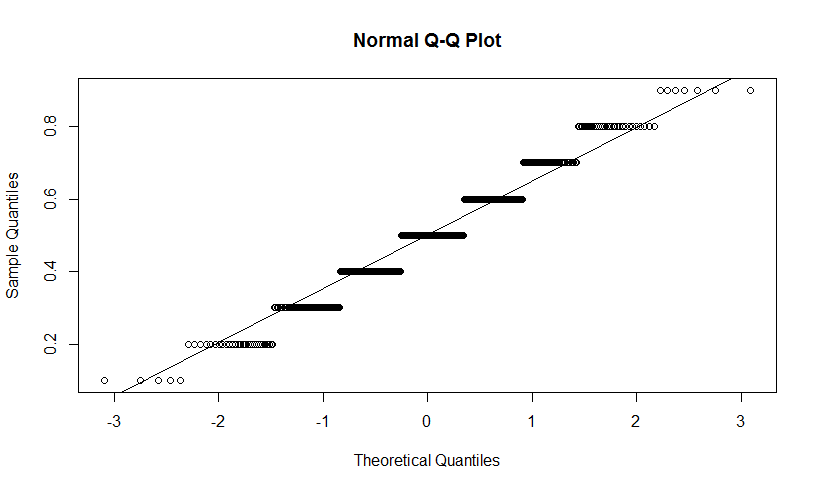 Normal Q-Q Plot
Sample Quantiles
0.8
0.6
0.4
0.2
-3 -2 -1 0 1 2 3
Theoretical Quantiles